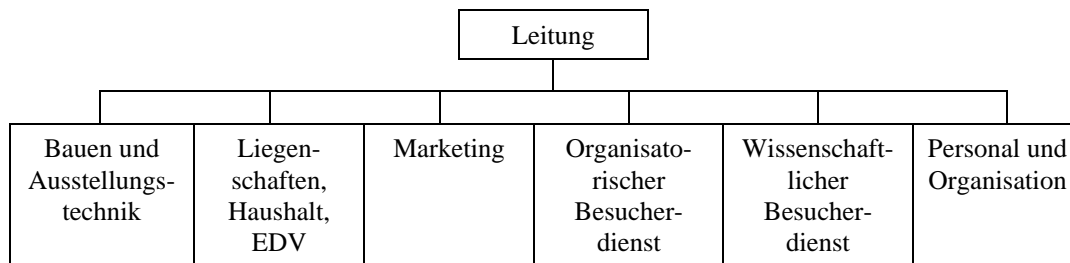 Leitung
Bauen und
Ausstellungs-
technik
Liegen-
schaften,
Haushalt,
EDV
Marketing
Organisato-
rischer
Besucher-
dienst
Wissenschaft-
licher
Besucher-
dienst
Personal und
Organisation